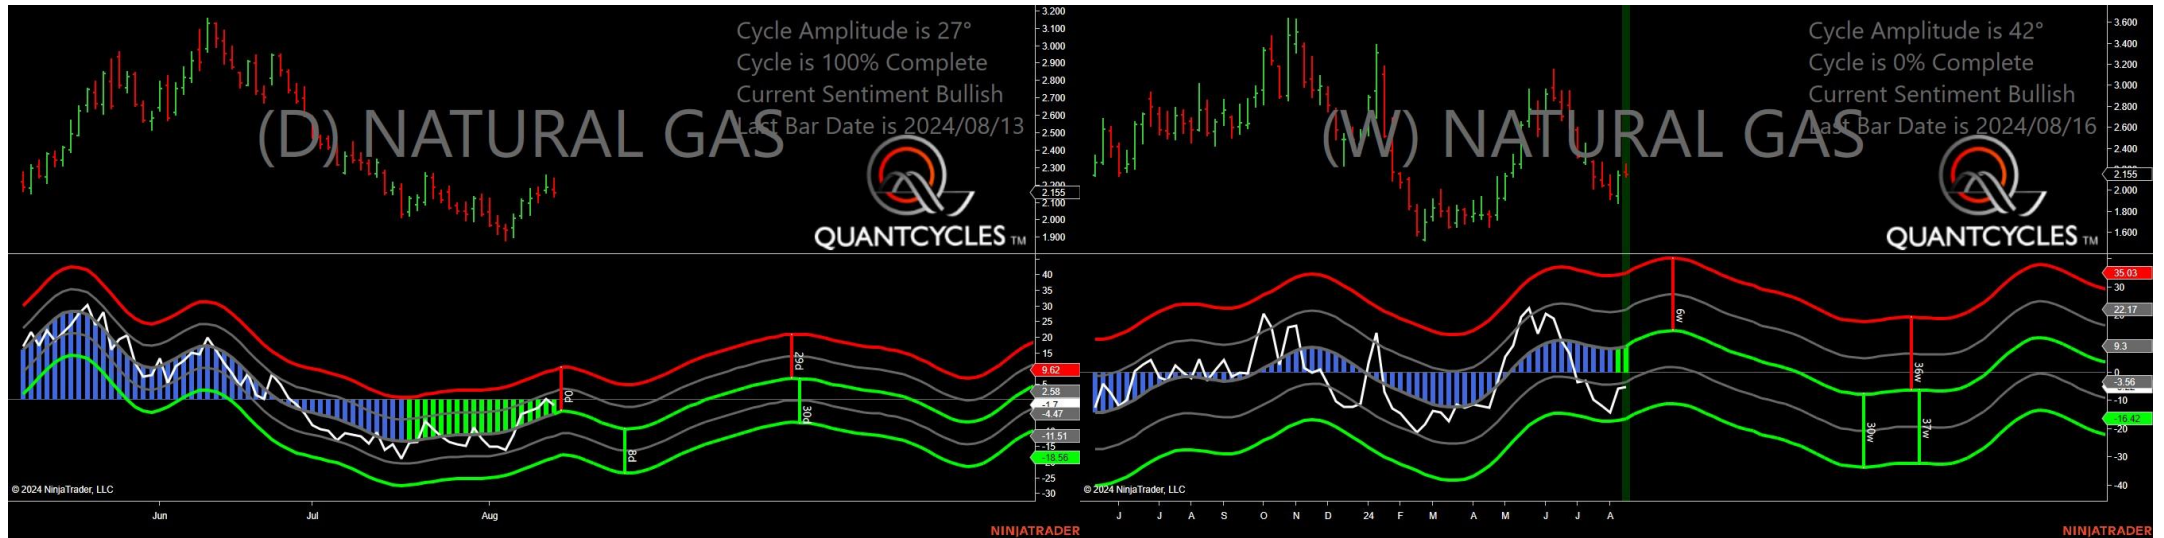 Cycle Amplitude is 27°
Cycle is 100% Complete
Current Sentiment Bullish
Last Bar Date is 2024/08/13
(D) NATURAL GAS
QUANTCYCLES TM
3.200
3.100
3.000
2.900
2.800
2.700
2.600
2.500
2.400
2.300
2.200
2.155
2.100
2.000
1.900
0d
8d
29d
30d
40
35
30
25
20
15
9.62
5
2.58
-1.7
-4.47
-11.51
-15
-18.56
-25
-30
© 2024 NinjaTrader, LLC
Jun
Jul
Aug
NINJATRADER
Cycle Amplitude is 42°
Cycle is 0% Complete
Current Sentiment Bullish
Last Bar Date is 2024/08/16
(W) NATURAL GAS
QUANTCYCLES TM
3.600
3.400
3.200
3.000
2.800
2.600
2.400
2.155
2.000
1.800
1.600
6w
36w
30w
37w
35.03
30
22.17
9.3
0
-3.56
-10
-16.42
-20
-30
-40
© 2024 NinjaTrader, LLC
J J A S O N D 24 F M A M J J A
NINJATRADER